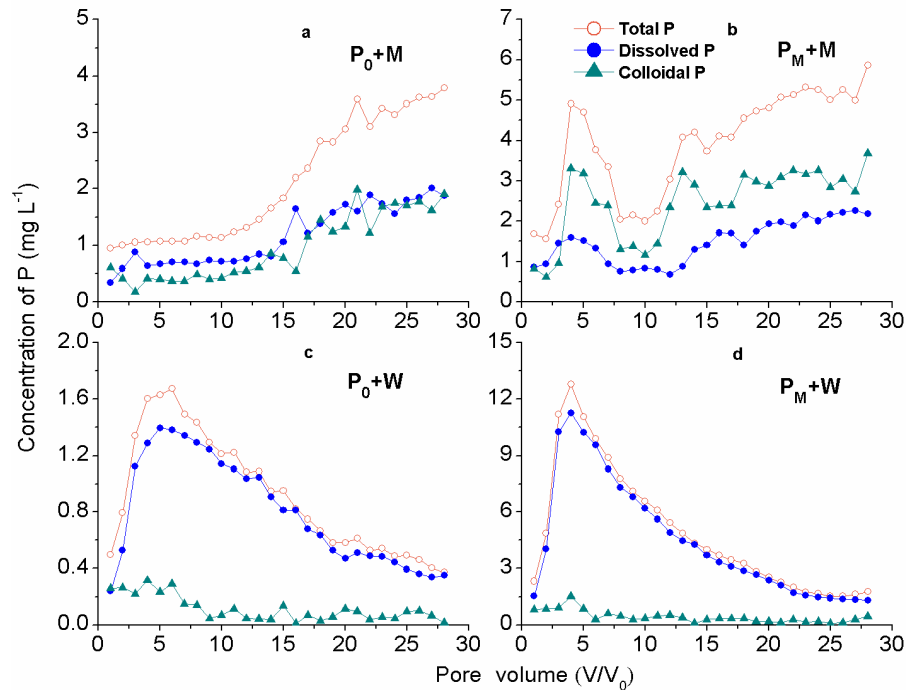 Concentration of P (mg L⁻¹)
a
P₀+M
5
4
3
2
1
0
0 5 10 15 20 25 30
Total P
Dissolved P
Colloidal P
b
P_M+M
7
6
5
4
3
2
1
0
0 5 10 15 20 25 30
c
P₀+W
2.0
1.6
1.2
0.8
0.4
0.0
0 5 10 15 20 25 30
d
P_M+W
15
12
9
6
3
0
0 5 10 15 20 25 30
Pore volume (V/V₀)